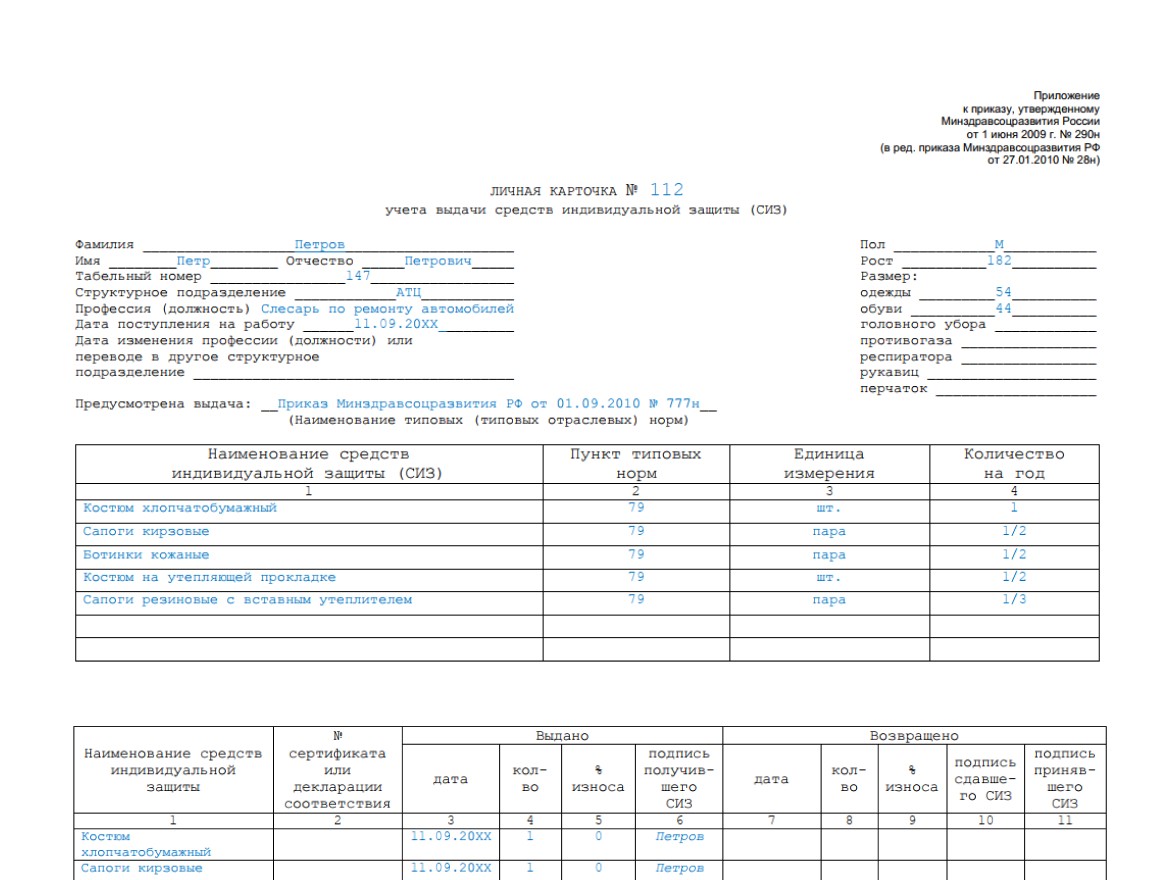 Приложение
к приказу, утвержденному
Минздравсоцразвития России
от 1 июня 2009 г. № 290н
(в ред. приказа Минздравсоцразвития РФ
от 27.01.2010 № 28н)
ЛИЧНАЯ КАРТОЧКА № 112
учета выдачи средств индивидуальной защиты (СИЗ)
Фамилия Петров
Имя Петр Отчество Петрович
Табельный номер 147
Структурное подразделение АТЦ
Профессия (должность) Слесарь по ремонту автомобилей
Дата поступления на работу 11.09.20XX
Дата изменения профессии (должности) или
переводе в другое структурное
подразделение
Пол М
Рост 182
Размер:
одежды 54
обуви 44
головного убора
противогаза
респиратора
рукавиц
перчаток
Предусмотрена выдача: Приказ Минздравсоцразвития РФ от 01.09.2010 № 777н
(Наименование типовых (типовых отраслевых) норм)
Наименование средств индивидуальной защиты (СИЗ) Пункт типовых норм Единица измерения Количество на год
1 2 3 4
Костюм хлопчатобумажный 79 шт. 1
Сапоги кирзовые 79 пара 1/2
Ботинки кожаные 79 пара 1/2
Костюм на утепляющей прокладке 79 шт. 1/2
Сапоги резиновые с вставным утеплителем 79 пара 1/3
Наименование средств индивидуальной защиты № сертификата или декларации соответствия Выдано Возвращено
дата кол-во % износа подпись получившего СИЗ дата кол-во % износа подпись сдавшего СИЗ подпись принявшего СИЗ
1 2 3 4 5 6 7 8 9 10 11
Костюм хлопчатобумажный 11.09.20XX 1 0 Петров
Сапоги кирзовые 11.09.20XX 1 0 Петров